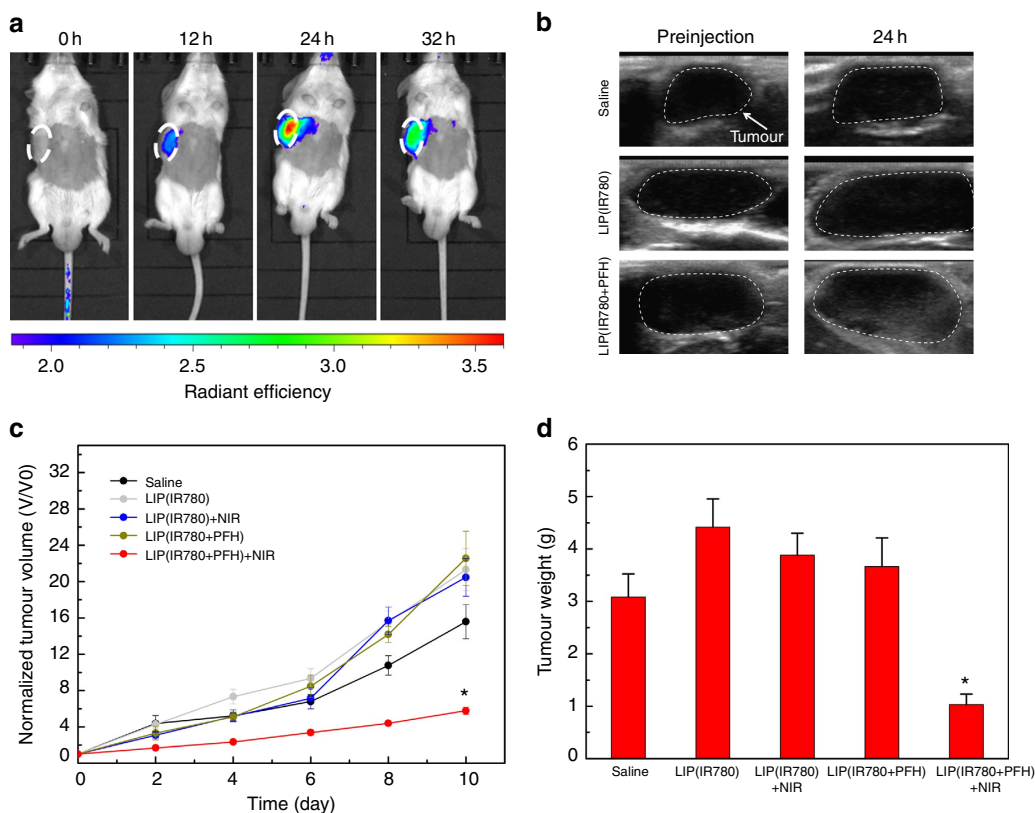 a
0 h
12 h
24 h
32 h
2.0
2.5
3.0
3.5
Radiant efficiency
b
Preinjection
24 h
Saline
Tumour
LIP(IR780)
LIP(IR780+PFH)
c
Normalized tumour volume (V/V0)
32
28
24
20
16
12
8
4
0
Saline
LIP(IR780)
LIP(IR780)+NIR
LIP(IR780+PFH)
LIP(IR780+PFH)+NIR
*
0
2
4
6
8
10
Time (day)
d
Tumour weight (g)
6
5
4
3
2
1
0
*
Saline
LIP(IR780)
LIP(IR780)
+NIR
LIP(IR780+PFH)
LIP(IR780+PFH)
+NIR